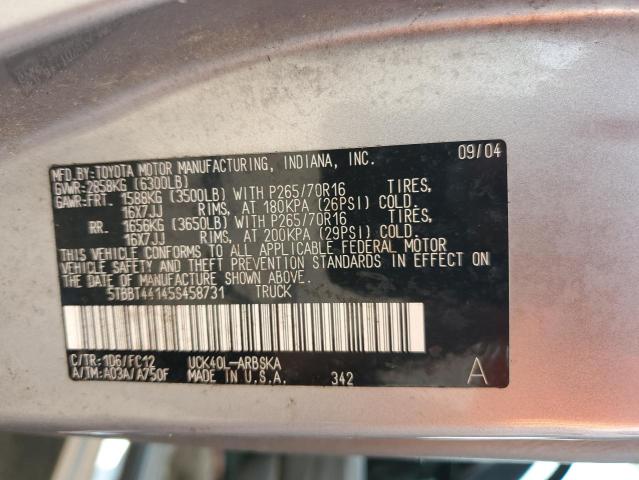 MFD.BY:TOYOTA MOTOR MANUFACTURING, INDIANA, INC. 09/04
GVWR:2858KG (6300LB)
GAWR:FRT. 1588KG (3500LB) WITH P265/70R16 TIRES,
16X7JJ RIMS, AT 180KPA (26PSI) COLD.
RR. 1656KG (3650LB) WITH P265/70R16 TIRES,
16X7JJ RIMS, AT 200KPA (29PSI) COLD.
THIS VEHICLE CONFORMS TO ALL APPLICABLE FEDERAL MOTOR
VEHICLE SAFETY AND THEFT PREVENTION STANDARDS IN EFFECT ON
THE DATE OF MANUFACTURE SHOWN ABOVE.
5TBBT44145S458731 TRUCK
C/TR:1D6/FC12 UCK40L-ARBSKA
A/TM:A03A/A750F MADE IN U.S.A. 342 A